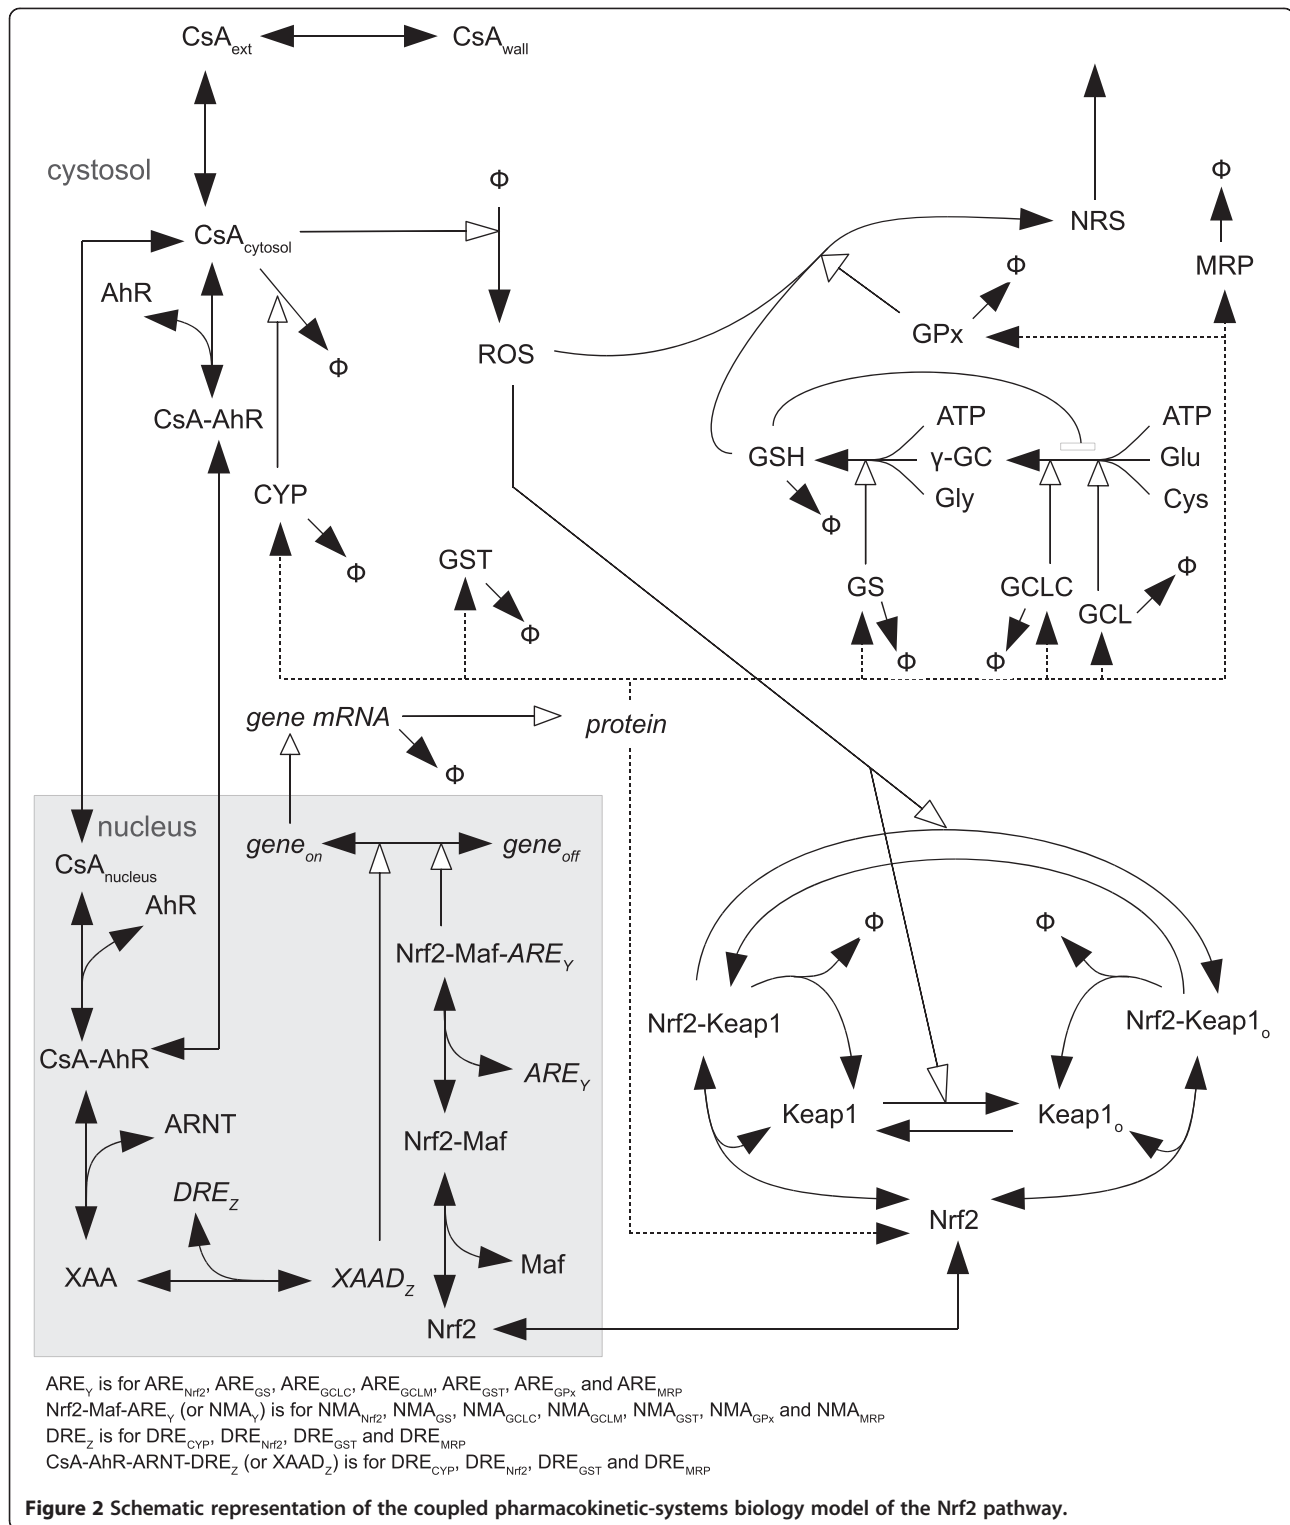 CsAext
CsAwall
cystosol
Φ
Φ
CsAcytosol
NRS
AhR
Φ
MRP
GPx
ROS
Φ
CsA-AhR
ATP
ATP
GSH
γ-GC
Glu
CYP
Gly
Cys
Φ
GST
Φ
Φ
GS
GCLC
GCL
Φ
Φ
Φ
gene mRNA
protein
Φ
nucleus
geneon
geneoff
CsAnucleus
AhR
Φ
Φ
Nrf2-Maf-AREY
Nrf2-Keap1
Nrf2-Keap1o
CsA-AhR
AREY
Keap1
Keap1o
ARNT
Nrf2-Maf
DREZ
Nrf2
XAA
XAADZ
Maf
Nrf2
AREY is for ARENrf2, AREGS, AREGCLC, AREGCLM, AREGST, AREGPx and AREMRP
Nrf2-Maf-AREY (or NMAY) is for NMANrf2, NMAGS, NMAGCLC, NMAGCLM, NMAGST, NMAGPx and NMAMRP
DREZ is for DRECYP, DRENrf2, DREGST and DREMRP
CsA-AhR-ARNT-DREZ (or XAADZ) is for DRECYP, DRENrf2, DREGST and DREMRP
Figure 2 Schematic representation of the coupled pharmacokinetic-systems biology model of the Nrf2 pathway.